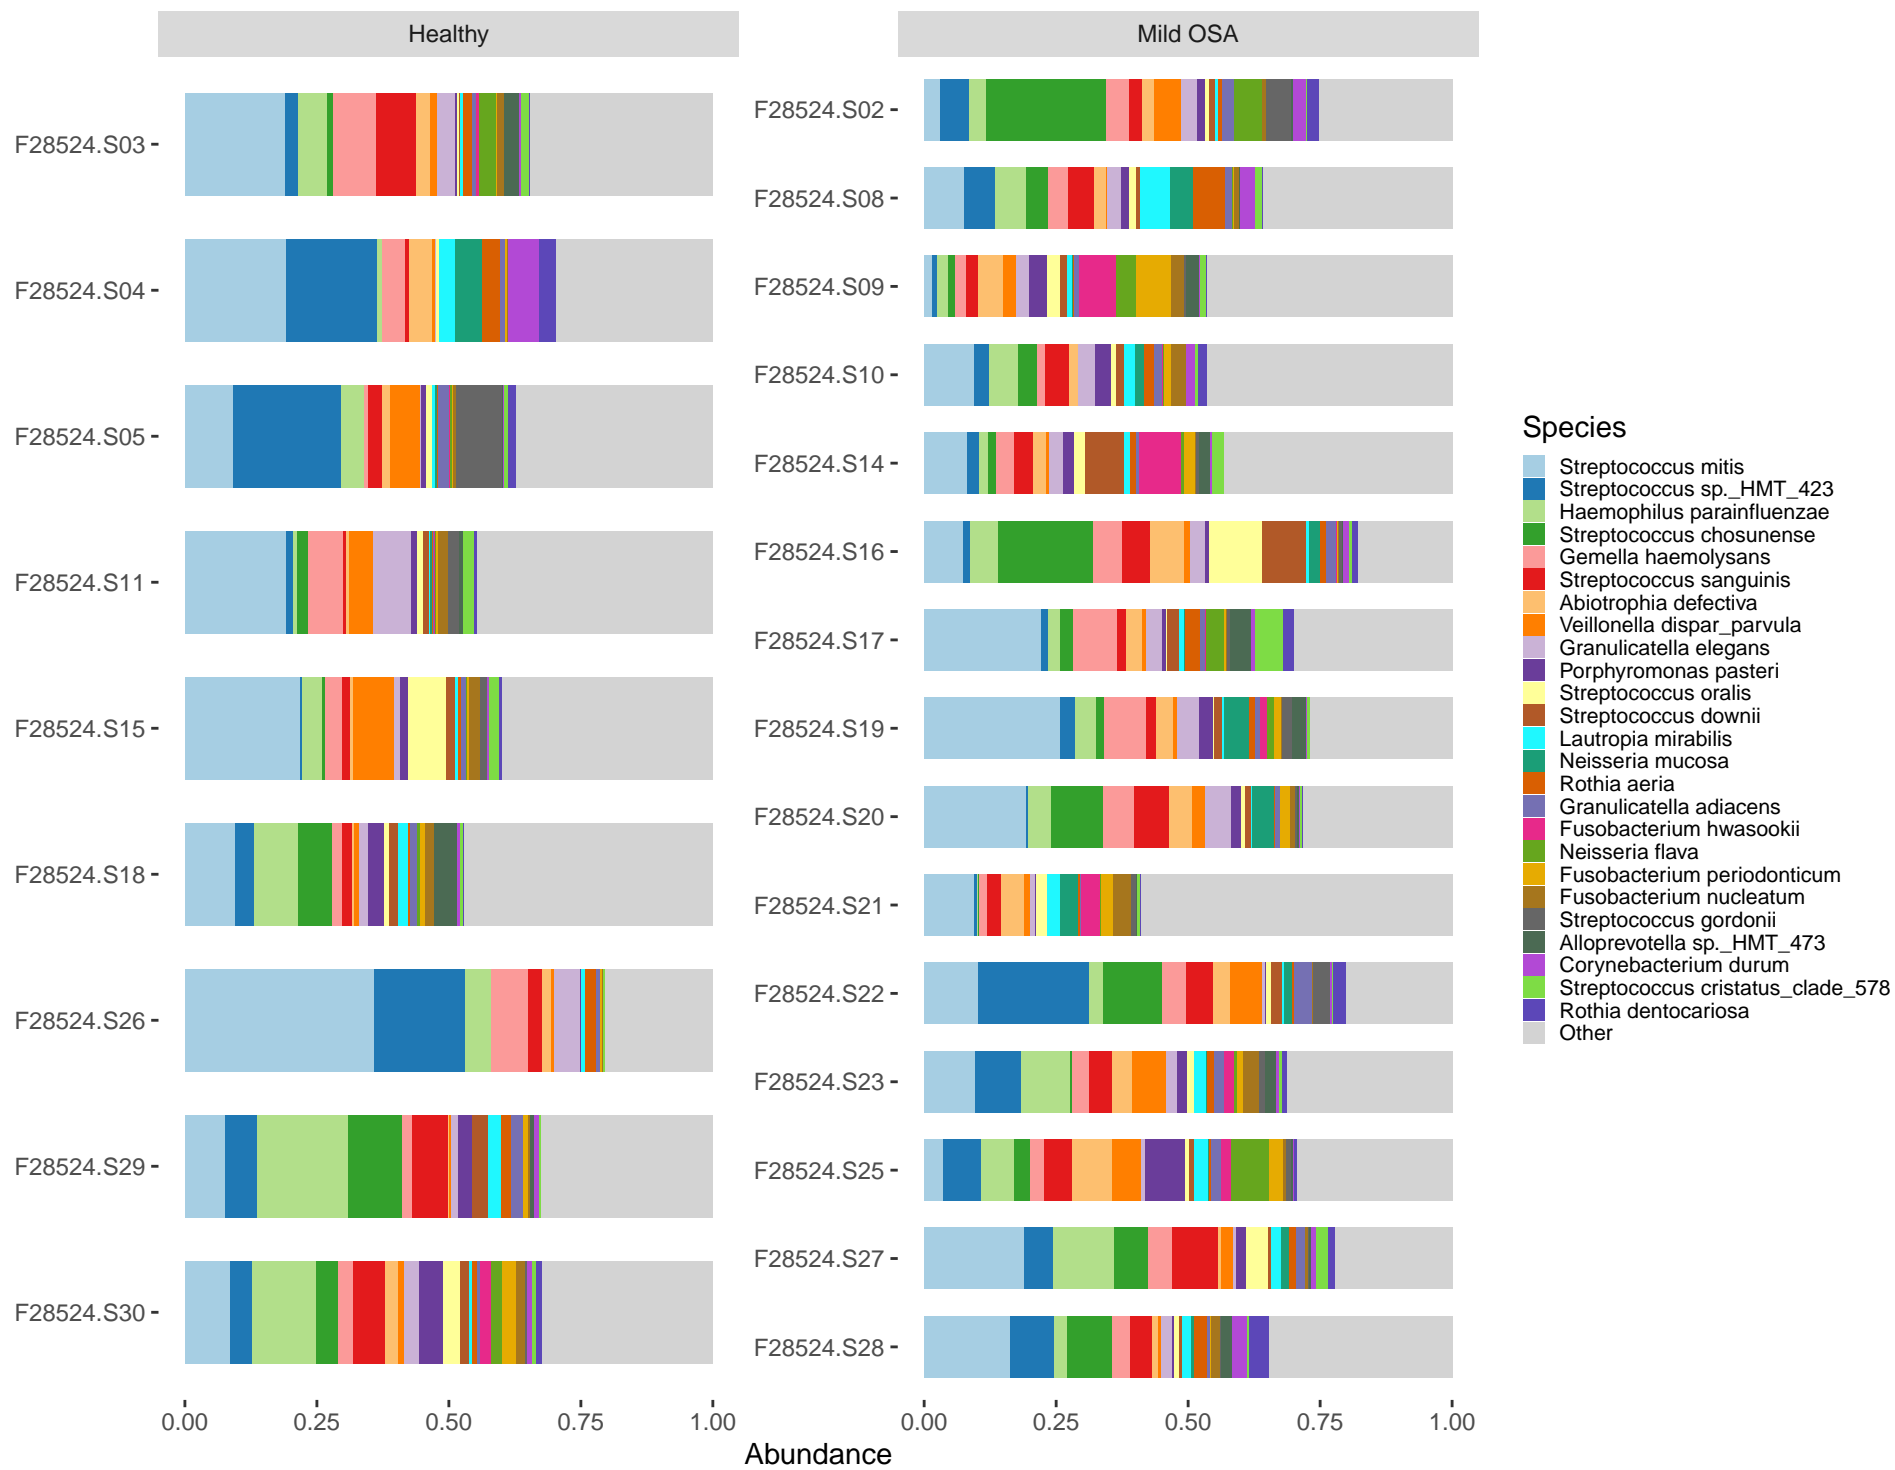 Healthy
Mild OSA
F28524.S03
F28524.S04
F28524.S05
F28524.S11
F28524.S15
F28524.S18
F28524.S26
F28524.S29
F28524.S30
0.00 0.25 0.50 0.75 1.00
F28524.S02
F28524.S08
F28524.S09
F28524.S10
F28524.S14
F28524.S16
F28524.S17
F28524.S19
F28524.S20
F28524.S21
F28524.S22
F28524.S23
F28524.S25
F28524.S27
F28524.S28
0.00 0.25 0.50 0.75 1.00
Abundance
Species
Streptococcus mitis
Streptococcus sp._HMT_423
Haemophilus parainfluenzae
Streptococcus chosunense
Gemella haemolysans
Streptococcus sanguinis
Abiotrophia defectiva
Veillonella dispar_parvula
Granulicatella elegans
Porphyromonas pasteri
Streptococcus oralis
Streptococcus downii
Lautropia mirabilis
Neisseria mucosa
Rothia aeria
Granulicatella adiacens
Fusobacterium hwasookii
Neisseria flava
Fusobacterium periodonticum
Fusobacterium nucleatum
Streptococcus gordonii
Alloprevotella sp._HMT_473
Corynebacterium durum
Streptococcus cristatus_clade_578
Rothia dentocariosa
Other